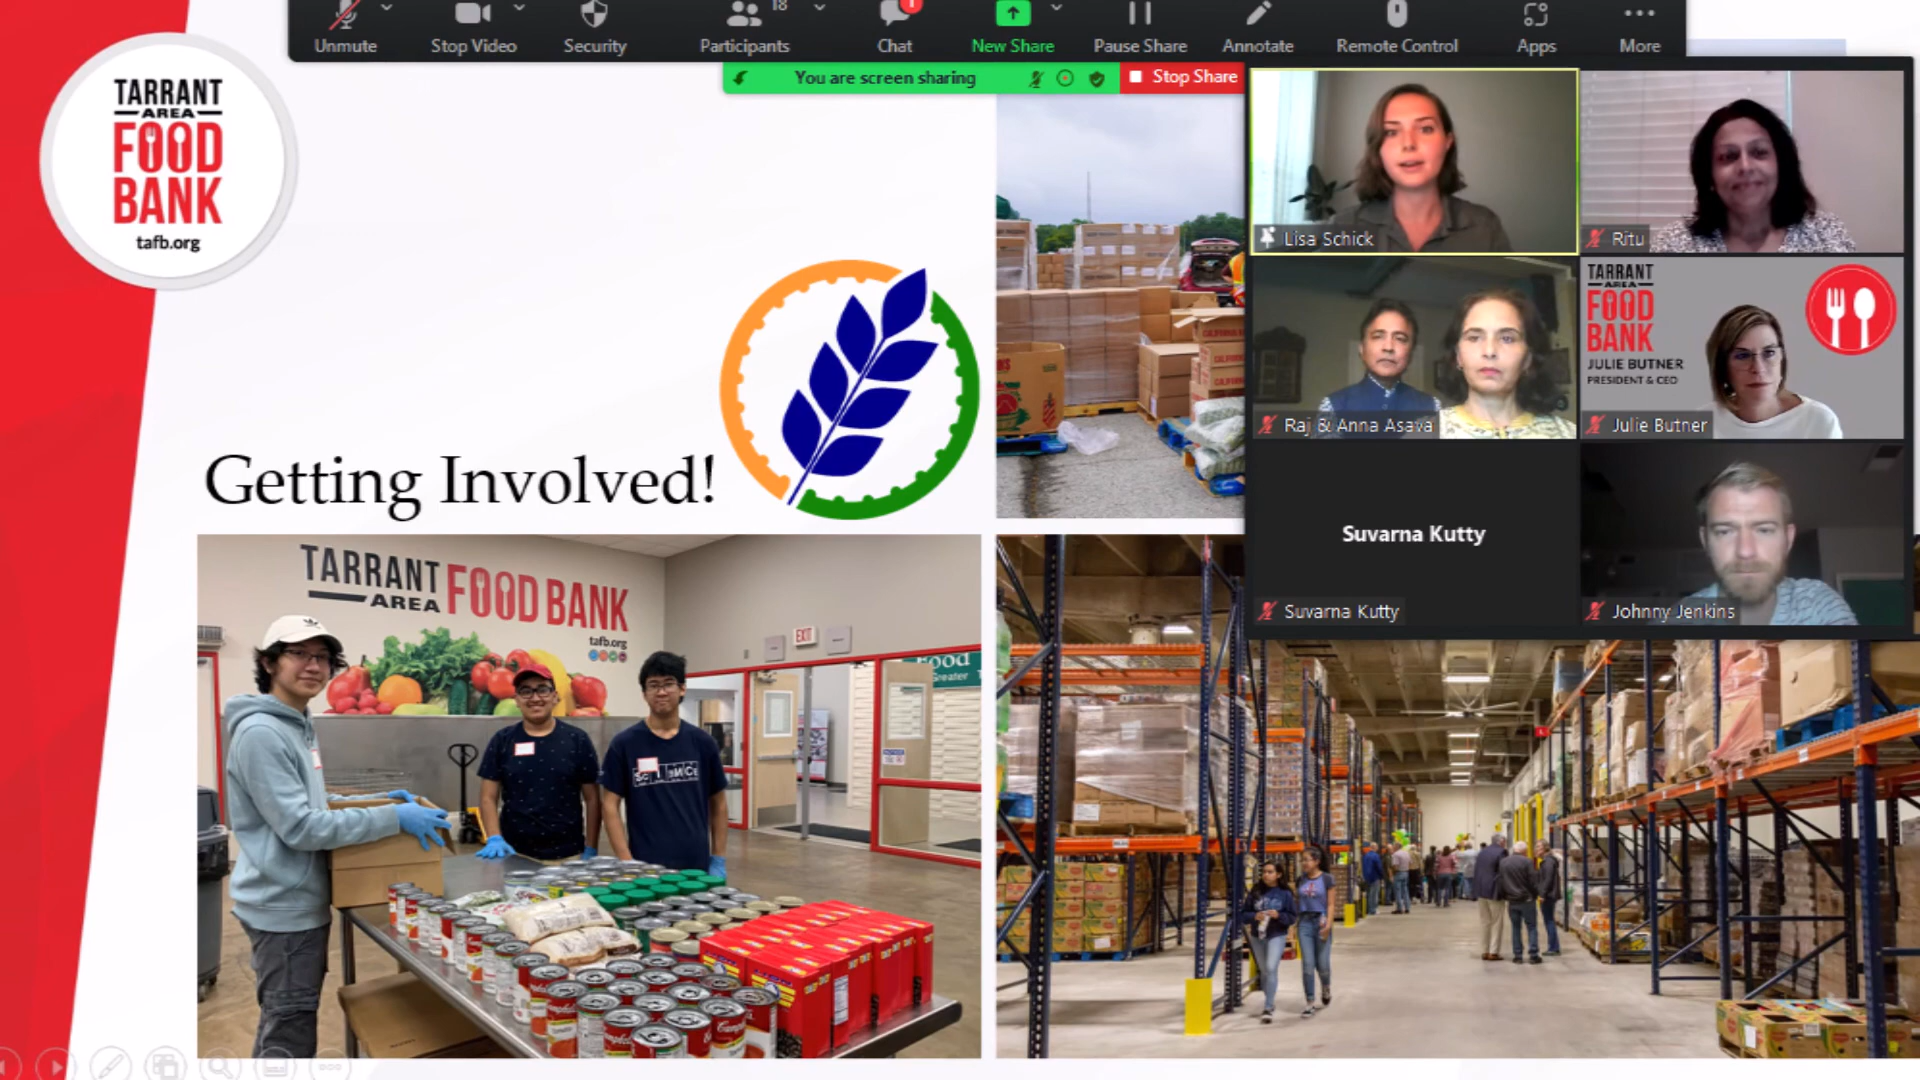 18
1
Unmute
Stop Video
Security
Participants
Chat
New Share
Pause Share
Annotate
Remote Control
Apps
More
You are screen sharing
Stop Share
TARRANT
AREA
FOOD
BANK
tafb.org
Lisa Schick
Ritu
Raj & Anna Asava
TARRANT
AREA
FOOD
BANK
JULIE BUTNER
PRESIDENT & CEO
Julie Butner
Suvarna Kutty
Suvarna Kutty
Johnny Jenkins
Getting Involved!
TARRANT
AREA
FOOD BANK
tafb.org
EXIT
Food
Greater